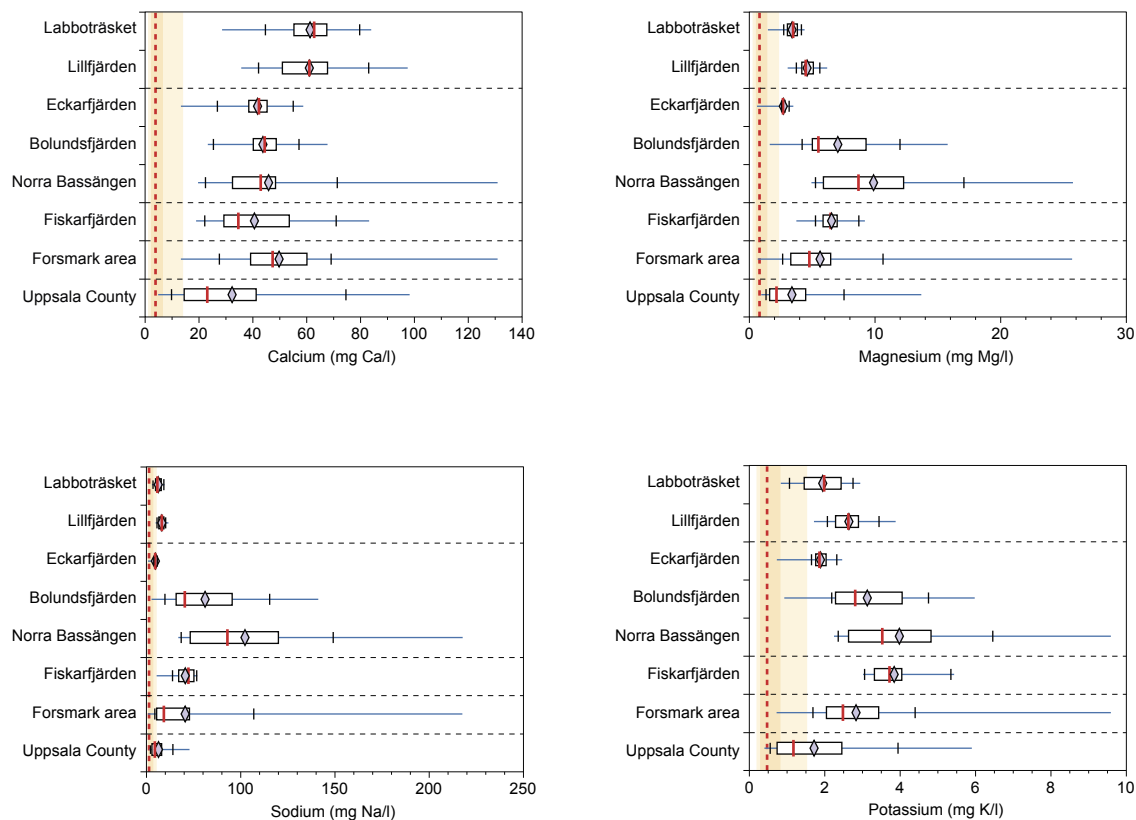 Labboträsket
Lillfjärden
Eckarfjärden
Bolundsfjärden
Norra Bassängen
Fiskarfjärden
Forsmark area
Uppsala County
0 20 40 60 80 100 120 140
Calcium (mg Ca/l)
Labboträsket
Lillfjärden
Eckarfjärden
Bolundsfjärden
Norra Bassängen
Fiskarfjärden
Forsmark area
Uppsala County
0 10 20 30
Magnesium (mg Mg/l)
Labboträsket
Lillfjärden
Eckarfjärden
Bolundsfjärden
Norra Bassängen
Fiskarfjärden
Forsmark area
Uppsala County
0 100 200 150 250
Sodium (mg Na/l)
Labboträsket
Lillfjärden
Eckarfjärden
Bolundsfjärden
Norra Bassängen
Fiskarfjärden
Forsmark area
Uppsala County
0 2 4 6 8 10
Potassium (mg K/l)